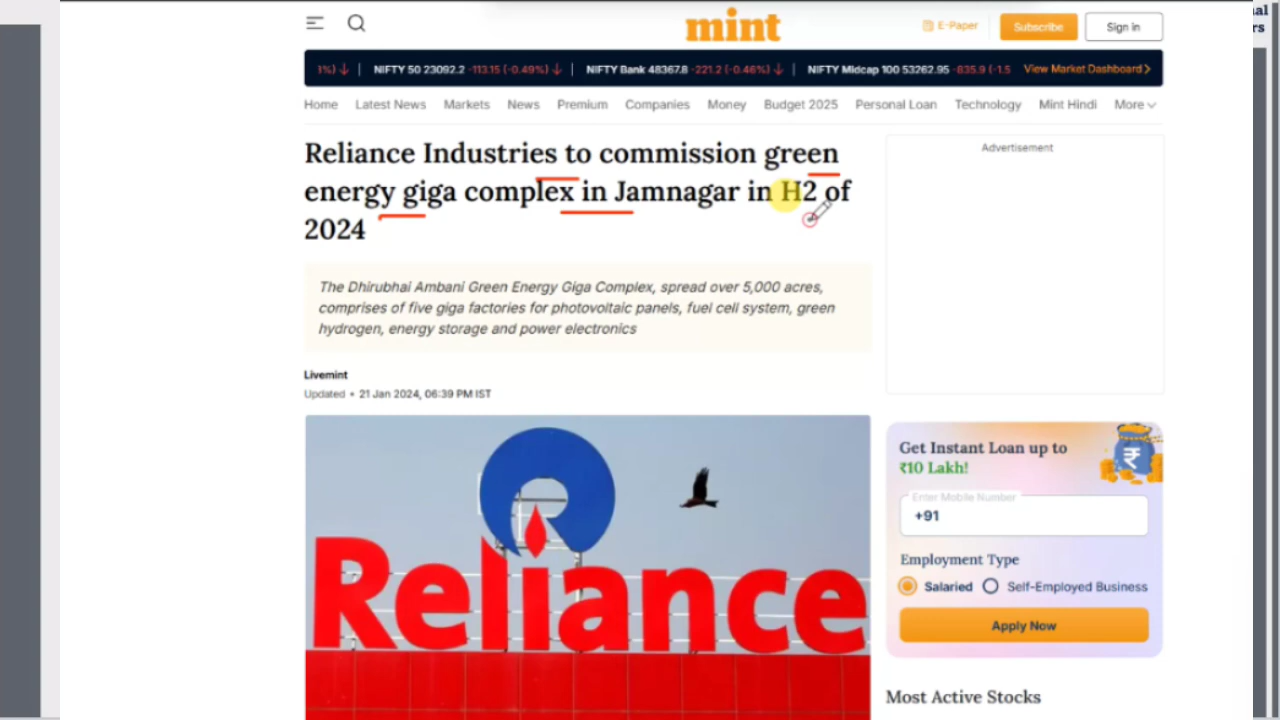 al
rs
mint
E-Paper
Subscribe
Sign in
1%) ↓ | NIFTY 50 23092.2 -113.15 (-0.49%) ↓ | NIFTY Bank 48367.8 -221.2 (-0.46%) ↓ | NIFTY Midcap 100 53262.95 -835.9 (-1.5
View Market Dashboard
Home Latest News Markets News Premium Companies Money Budget 2025 Personal Loan Technology Mint Hindi More
Reliance Industries to commission green
energy giga complex in Jamnagar in H2 of
2024
The Dhirubhai Ambani Green Energy Giga Complex, spread over 5,000 acres,
comprises of five giga factories for photovoltaic panels, fuel cell system, green
hydrogen, energy storage and power electronics
Livemint
Updated • 21 Jan 2024, 06:39 PM IST
Reliance
Advertisement
Get Instant Loan up to
₹10 Lakh!
₹
Enter Mobile Number
+91
Employment Type
Salaried Self-Employed Business
Apply Now
Most Active Stocks